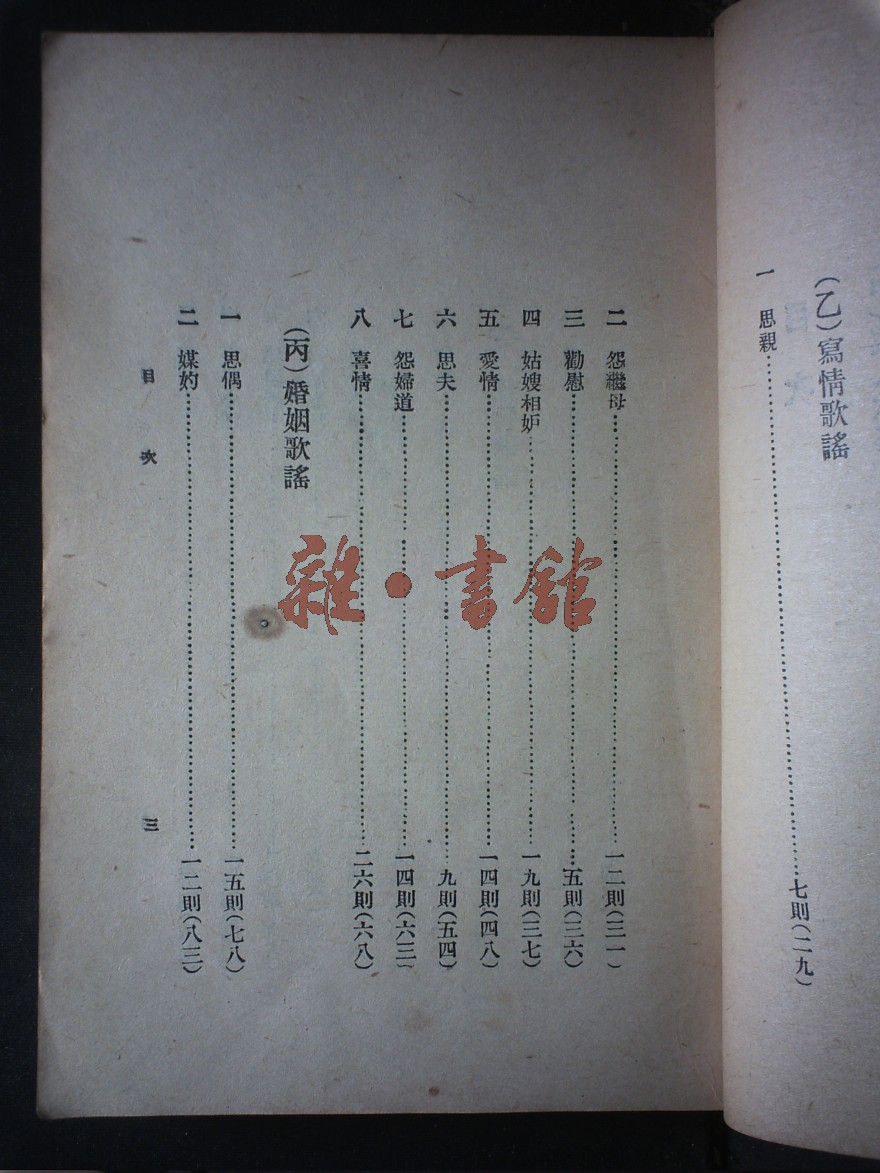 (乙)寫情歌謠
一 思親……七則(二九)
二 怨繼母……一二則(三一)
三 勸慰……五則(三六)
四 姑嫂相妒……一九則(三七)
五 愛情……一四則(四八)
六 思夫……九則(五四)
七 怨婦道……一四則(六三)
八 喜情……二六則(六八)
(丙)婚姻歌謠
一 思偶……一五則(七八)
二 媒妁……一二則(八三)
目次 三
雜·書館